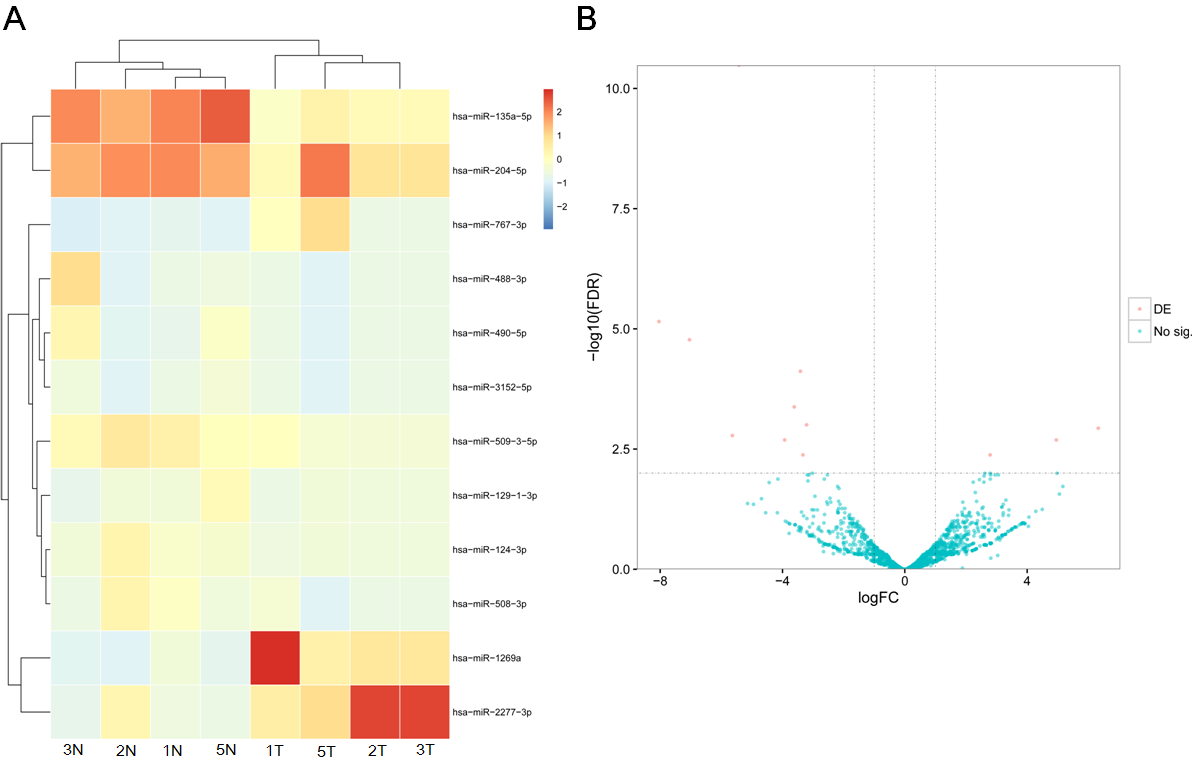 A
B
2
1
0
−1
−2
hsa−miR−135a−5p
hsa−miR−204−5p
hsa−miR−767−3p
hsa−miR−488−3p
hsa−miR−490−5p
hsa−miR−3152−5p
hsa−miR−509−3−5p
hsa−miR−129−1−3p
hsa−miR−124−3p
hsa−miR−508−3p
hsa−miR−1269a
hsa−miR−2277−3p
3N 2N 1N 5N 1T 5T 2T 3T
10.0
7.5
5.0
2.5
0.0
−log10(FDR)
−8 −4 0 4
logFC
DE
No sig.